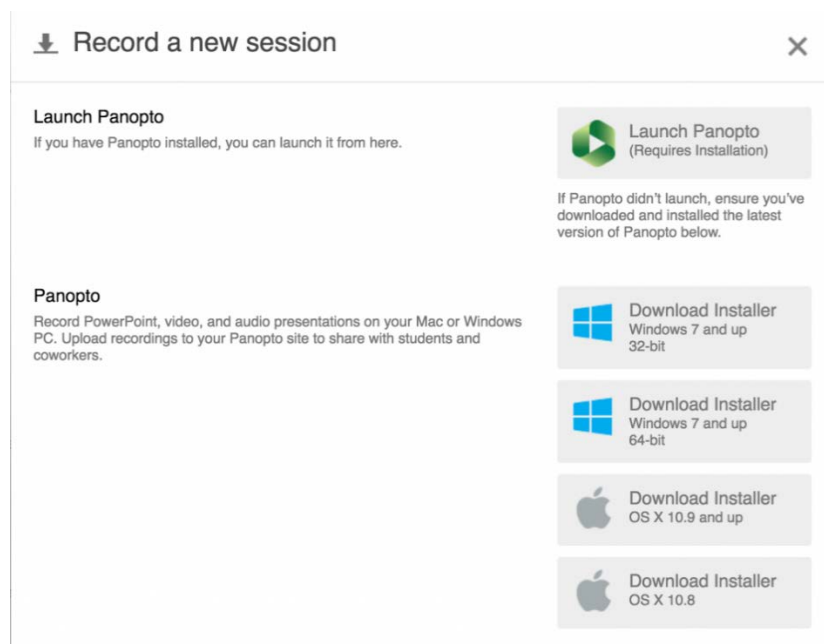 Record a new session
Launch Panopto
If you have Panopto installed, you can launch it from here.
Launch Panopto
(Requires Installation)
If Panopto didn't launch, ensure you've
downloaded and installed the latest
version of Panopto below.
Panopto
Record PowerPoint, video, and audio presentations on your Mac or Windows
PC. Upload recordings to your Panopto site to share with students and
coworkers.
Download Installer
Windows 7 and up
32-bit
Download Installer
Windows 7 and up
64-bit
Download Installer
OS X 10.9 and up
Download Installer
OS X 10.8